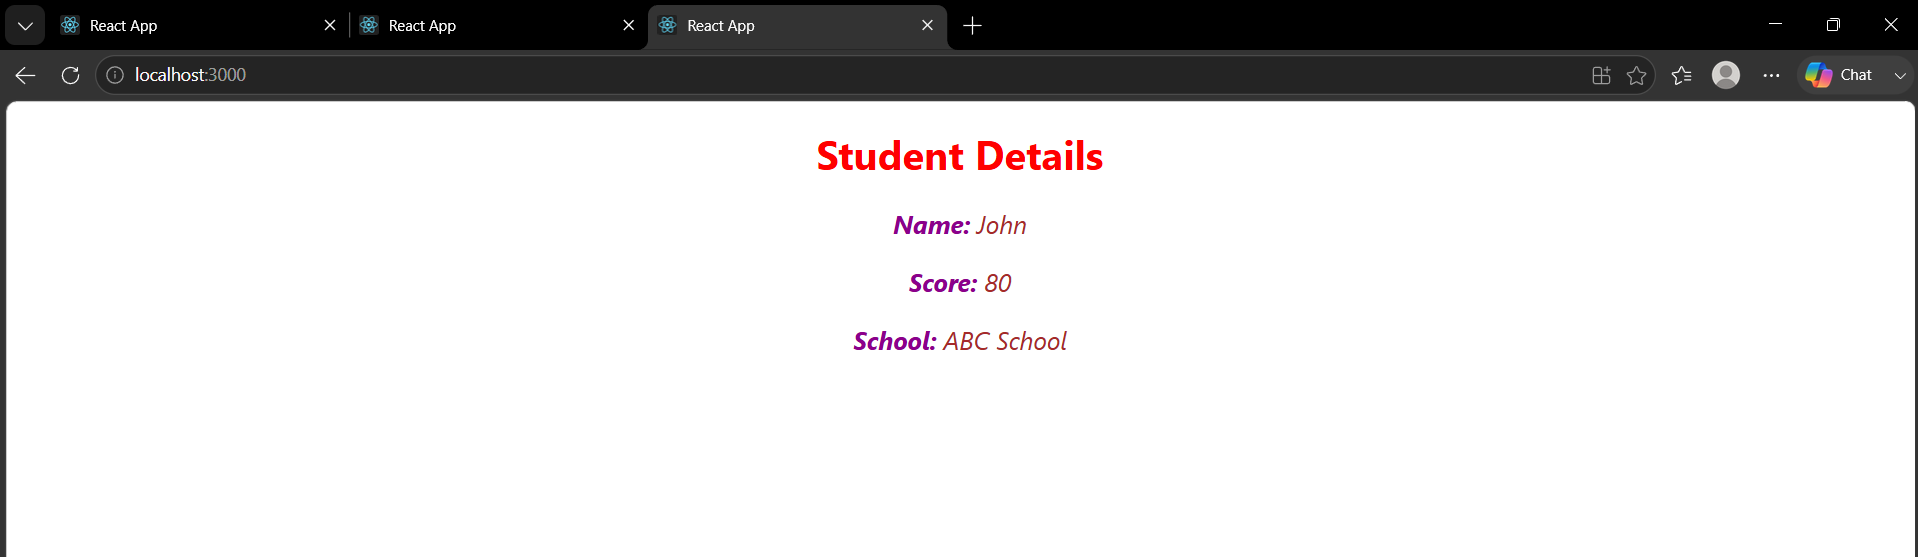 React App React App React App
localhost:3000 Chat
Student Details
Name: John
Score: 80
School: ABC School